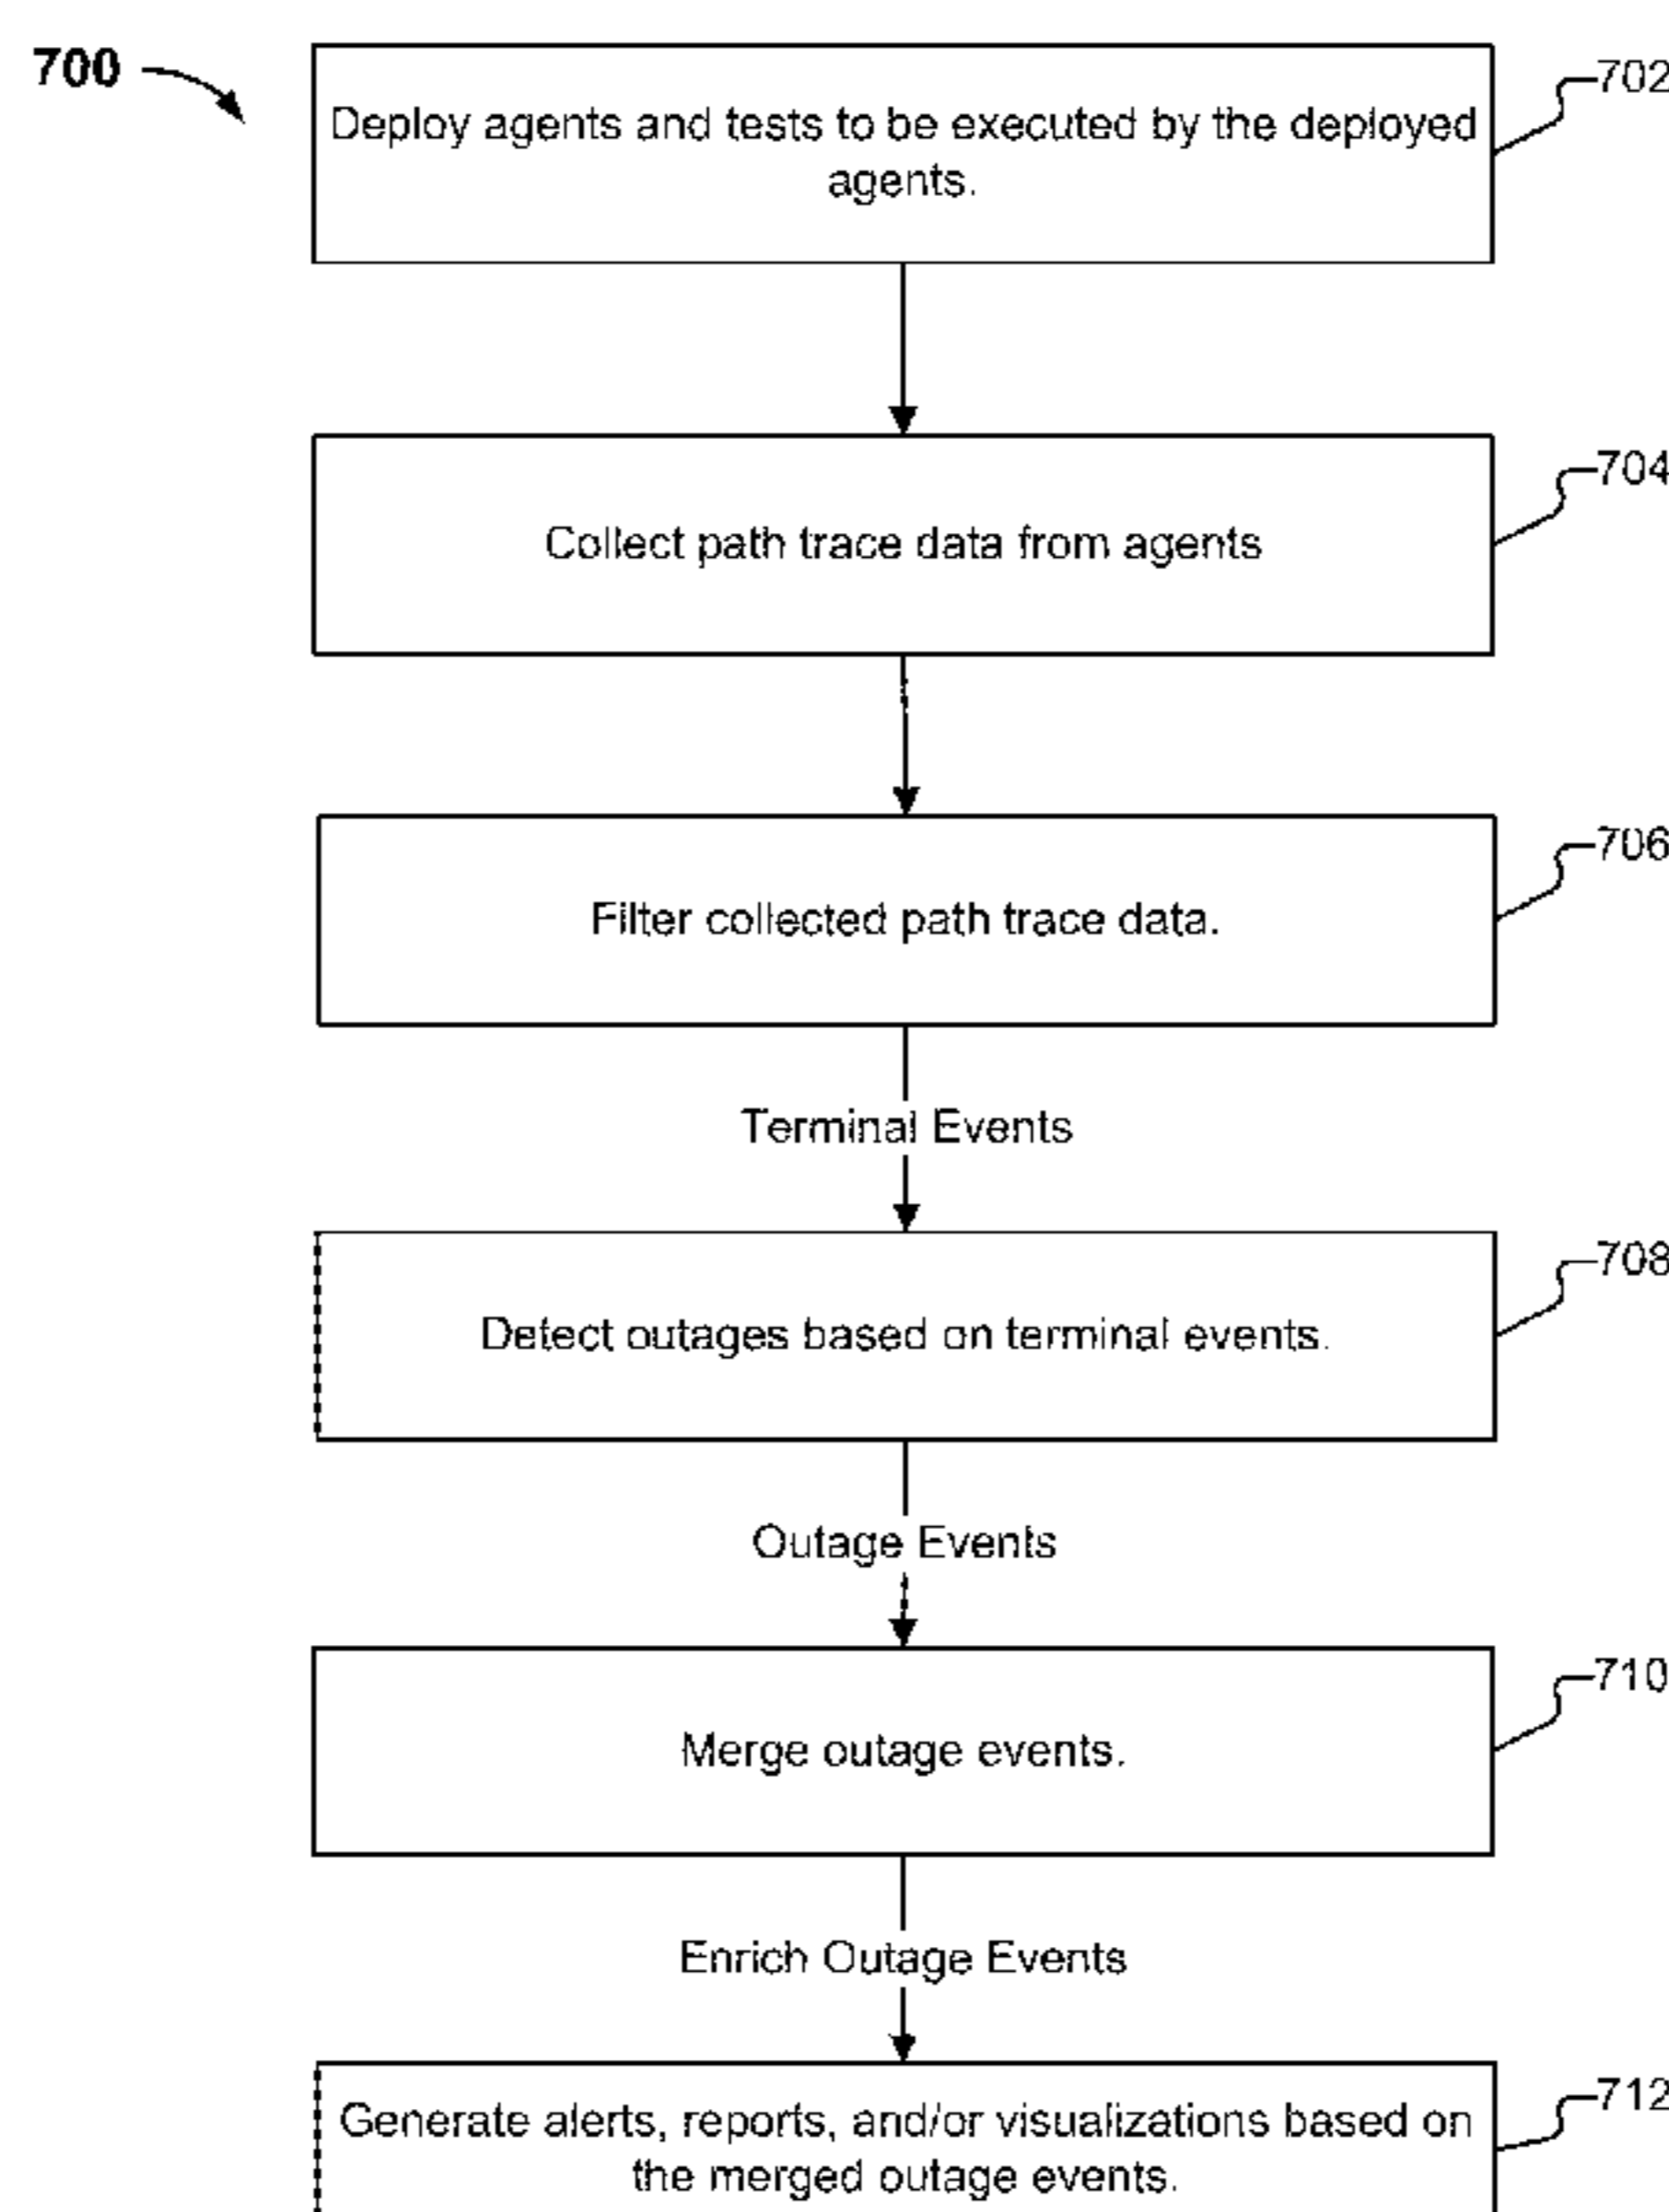 700
702
Deploy agents and tests to be executed by the deployed
agents.
704
Collect path trace data from agents
706
Filter collected path trace data.
Terminal Events
708
Detect outages based on terminal events.
Outage Events
710
Merge outage events.
Enrich Outage Events
712
Generate alerts, reports, and/or visualizations based on
the merged outage events.